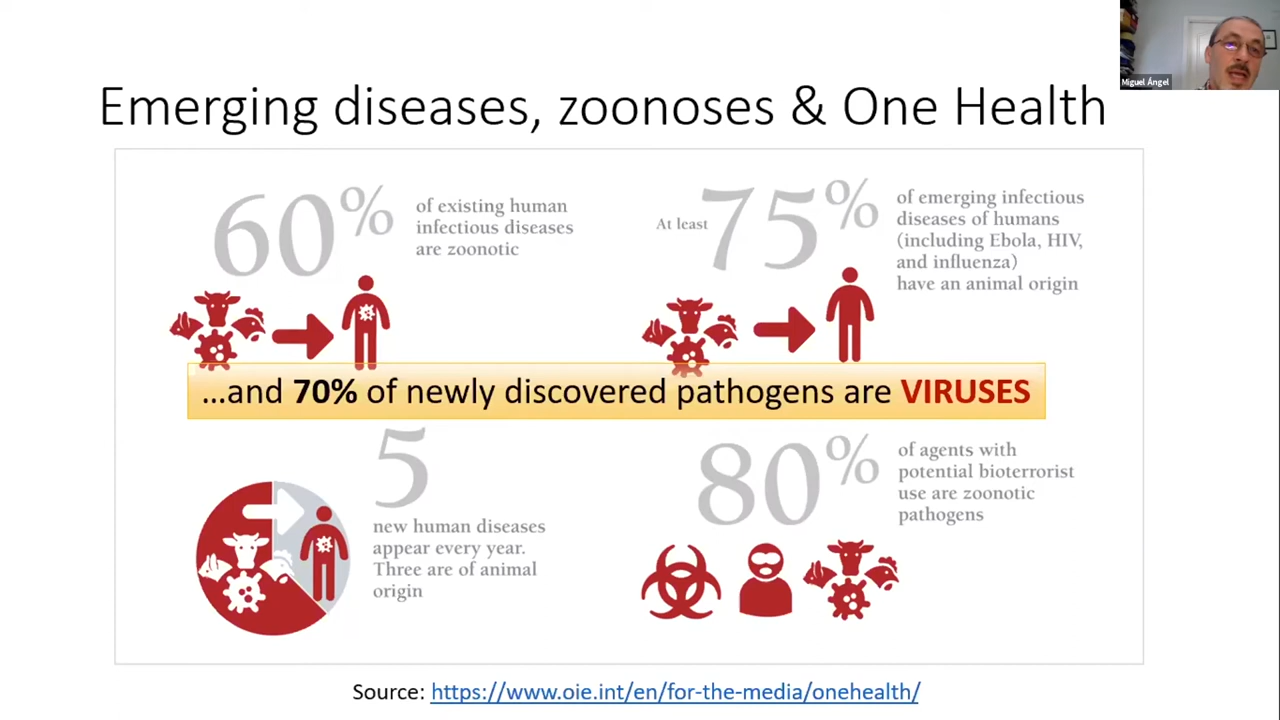 Miguel Ángel
Emerging diseases, zoonoses & One Health
60%
of existing human
infectious diseases
are zoonotic
At least 75%
of emerging infectious
diseases of humans
(including Ebola, HIV,
and influenza)
have an animal origin
...and 70% of newly discovered pathogens are VIRUSES
5
new human diseases
appear every year.
Three are of animal
origin
80%
of agents with
potential bioterrorist
use are zoonotic
pathogens
Source: https://www.oie.int/en/for-the-media/onehealth/